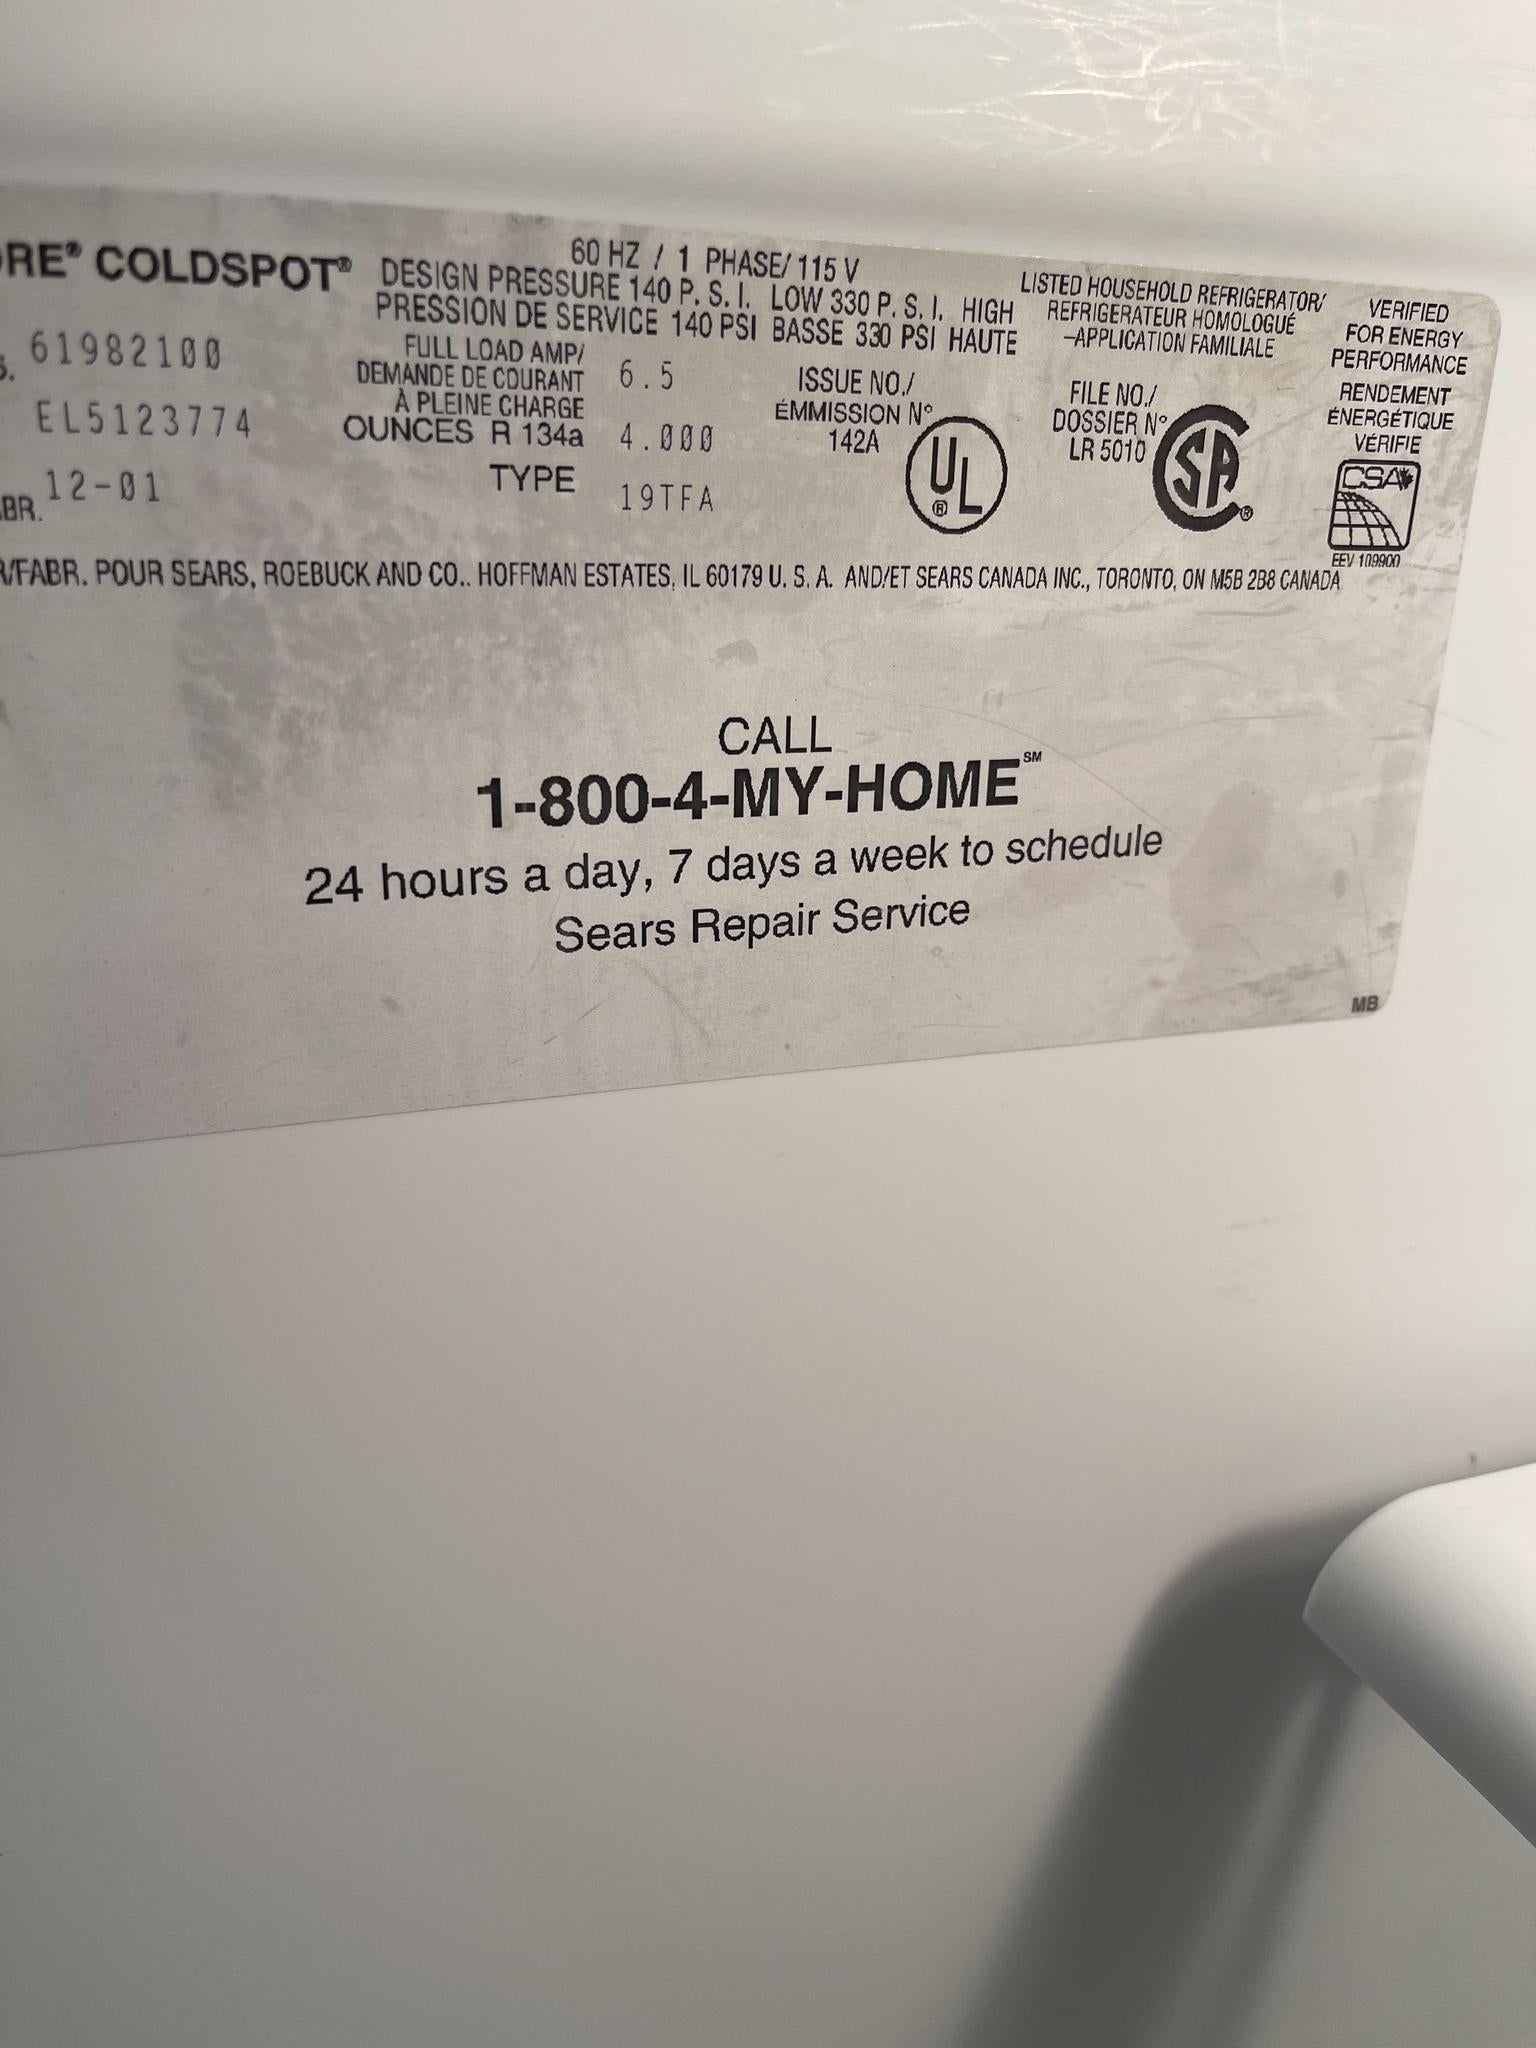 ORE® COLDSPOT®
60 HZ / 1 PHASE/ 115 V
DESIGN PRESSURE 140 P. S. I. LOW 330 P. S. I. HIGH
PRESSION DE SERVICE 140 PSI BASSE 330 PSI HAUTE
61982100
EL5123774
BR. 12-01
FULL LOAD AMP/
DEMANDE DE COURANT 6.5
À PLEINE CHARGE
OUNCES R 134a 4.000
TYPE 19TFA
ISSUE NO./
ÉMMISSION N°
142A
UL®
LISTED HOUSEHOLD REFRIGERATOR/
REFRIGERATEUR HOMOLOGUÉ
-APPLICATION FAMILIALE
FILE NO./
DOSSIER N°
LR 5010
CSA®
VERIFIED
FOR ENERGY
PERFORMANCE
RENDEMENT
ÉNERGÉTIQUE
VÉRIFIE
CSA
EEV 109900
R/FABR. POUR SEARS, ROEBUCK AND CO.. HOFFMAN ESTATES, IL 60179 U. S. A. AND/ET SEARS CANADA INC., TORONTO, ON M5B 2B8 CANADA
CALL
1-800-4-MY-HOME℠
24 hours a day, 7 days a week to schedule
Sears Repair Service
MB